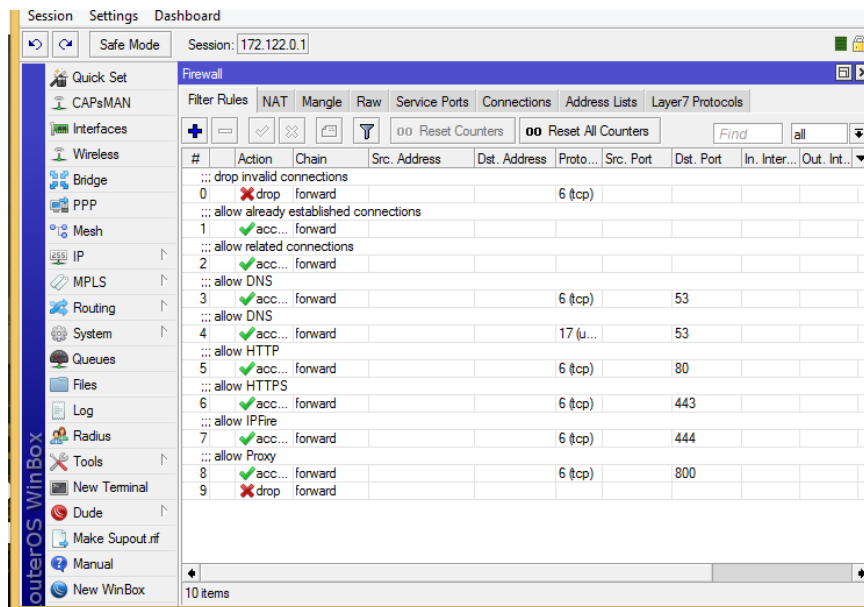 Session Settings Dashboard
Safe Mode Session: 172.122.0.1
Quick Set
CAPsMAN
Interfaces
Wireless
Bridge
PPP
Mesh
255 IP
MPLS
Routing
System
Queues
Files
Log
Radius
Tools
New Terminal
Dude
Make Supout.rif
Manual
New WinBox
outerOS WinBox
Firewall
Filter Rules NAT Mangle Raw Service Ports Connections Address Lists Layer7 Protocols
00 Reset Counters 00 Reset All Counters Find all
# Action Chain Src. Address Dst. Address Proto... Src. Port Dst. Port In. Inter... Out. Int...
;;; drop invalid connections
0 drop forward 6 (tcp)
;;; allow already established connections
1 acc... forward
;;; allow related connections
2 acc... forward
;;; allow DNS
3 acc... forward 6 (tcp) 53
;;; allow DNS
4 acc... forward 17 (u... 53
;;; allow HTTP
5 acc... forward 6 (tcp) 80
;;; allow HTTPS
6 acc... forward 6 (tcp) 443
;;; allow IPFire
7 acc... forward 6 (tcp) 444
;;; allow Proxy
8 acc... forward 6 (tcp) 800
9 drop forward
10 items